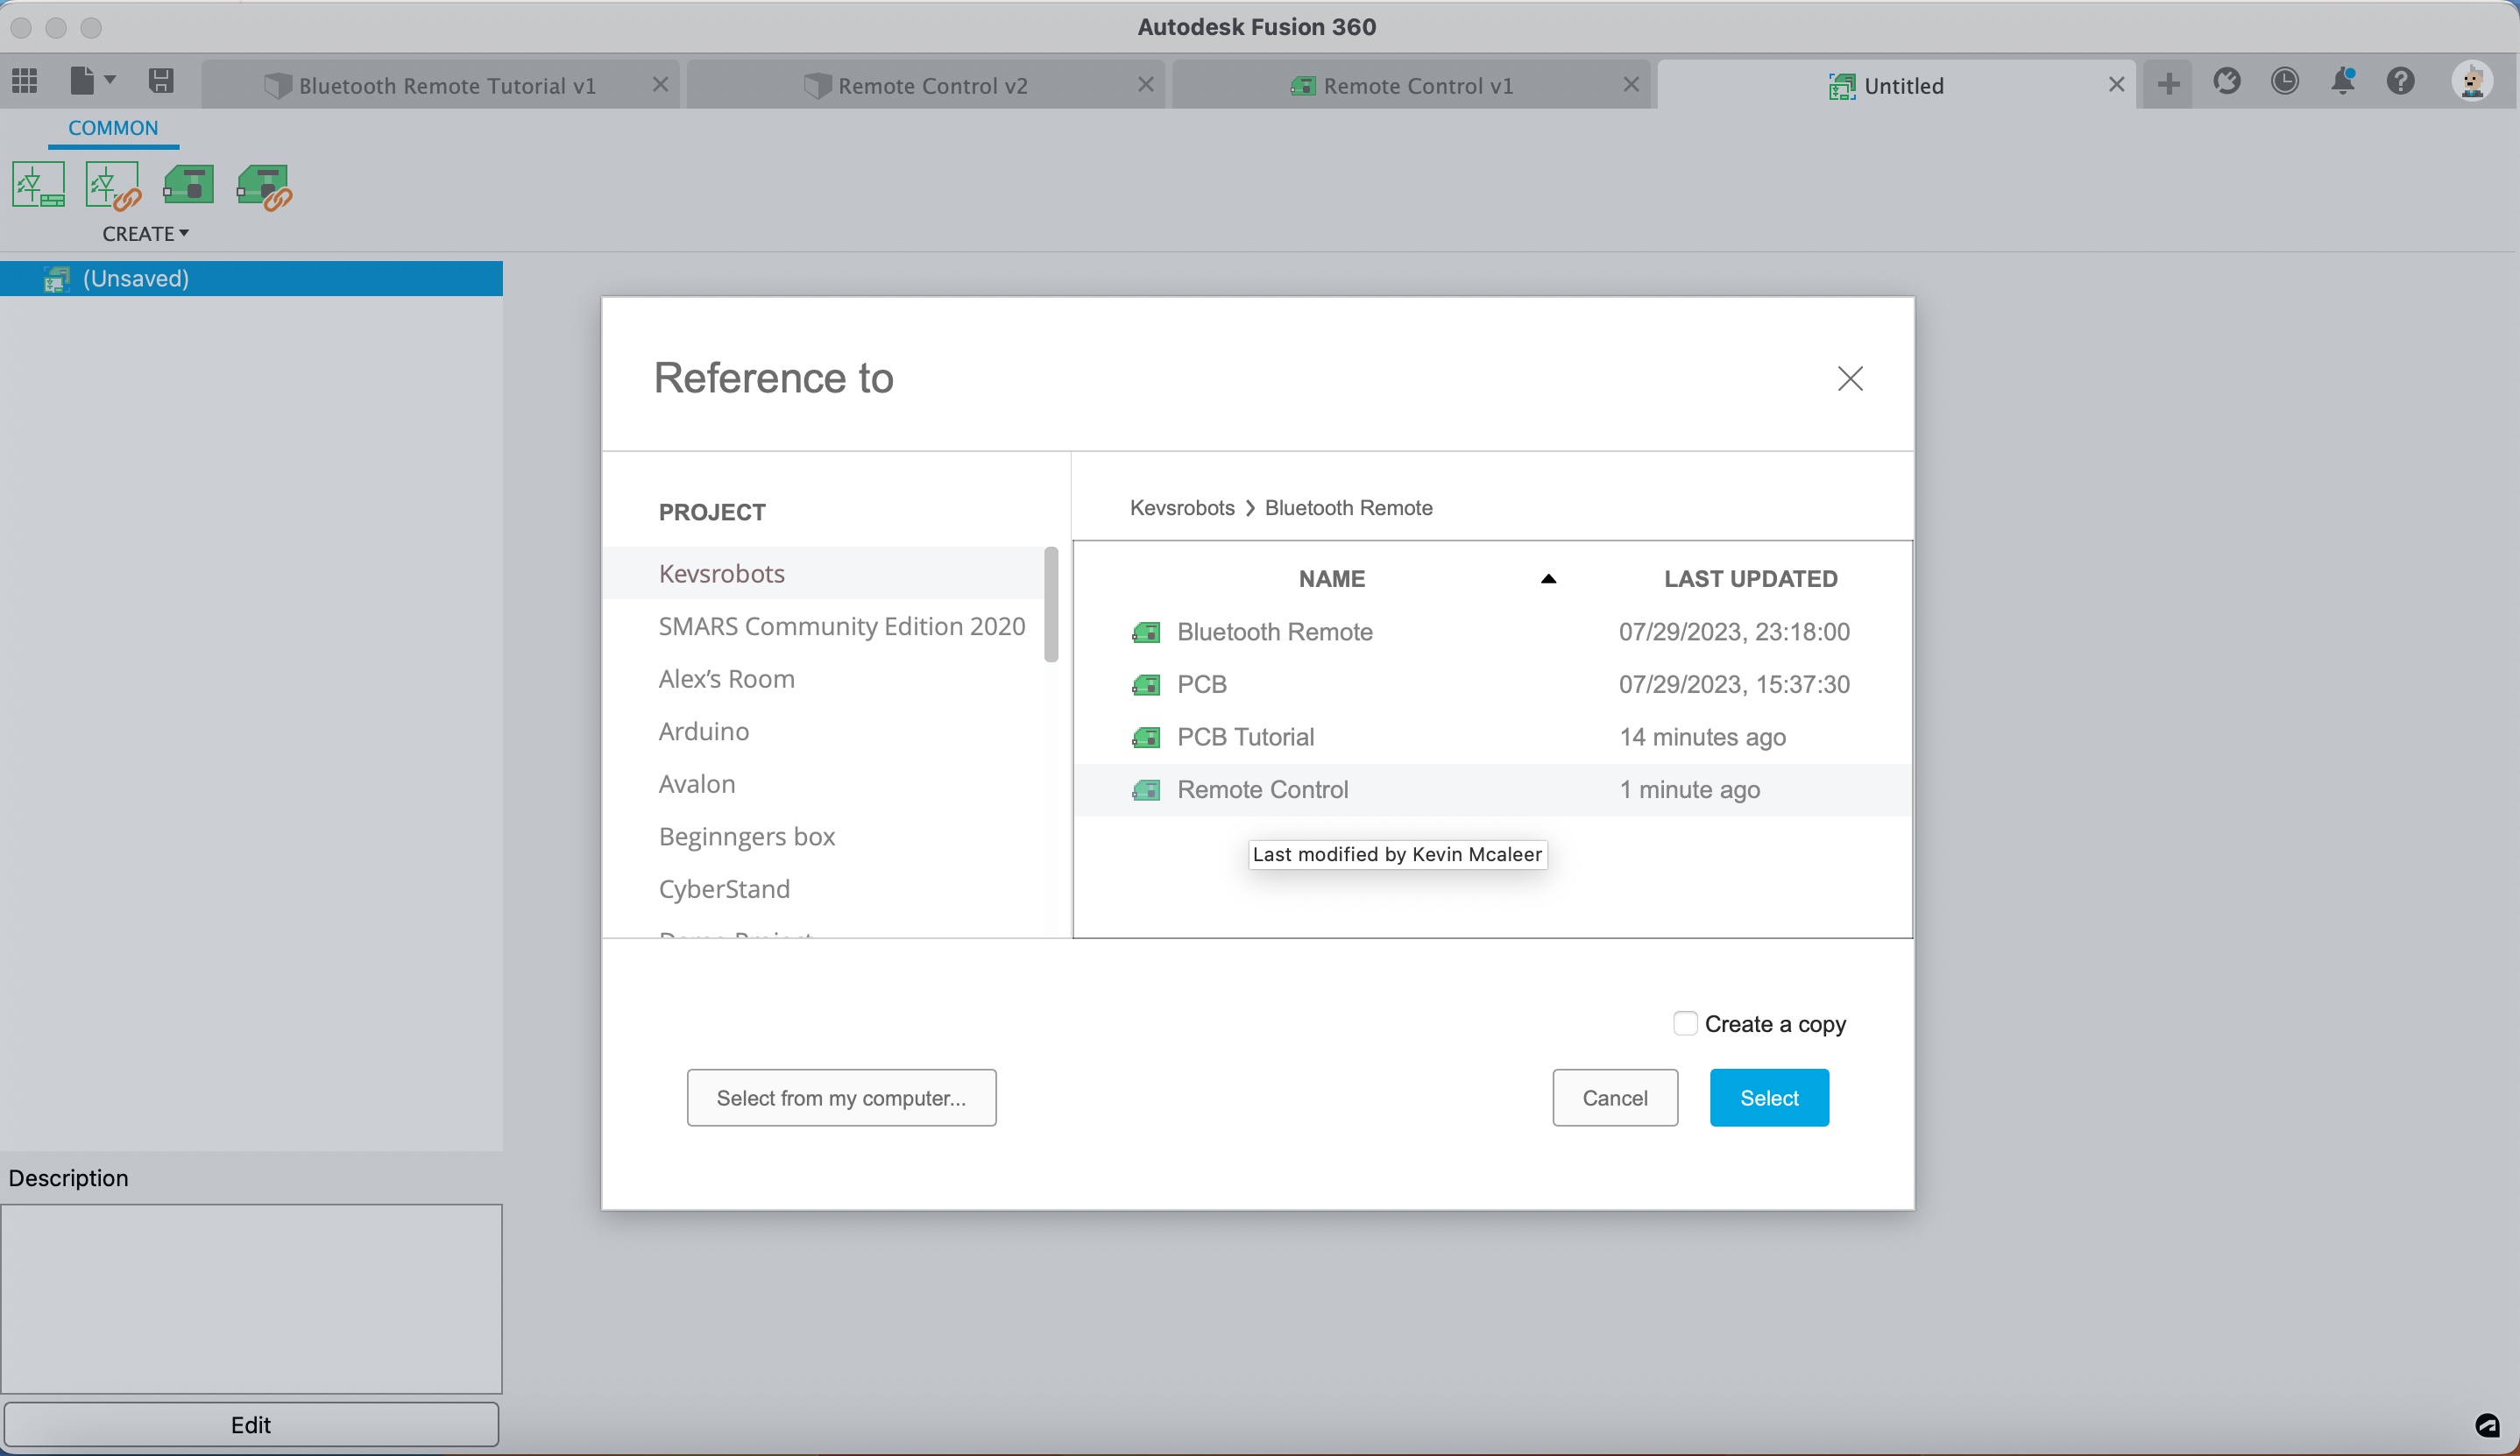 Autodesk Fusion 360
Bluetooth Remote Tutorial v1
Remote Control v2
Remote Control v1
Untitled
COMMON
CREATE
(Unsaved)
Reference to
PROJECT
Kevsrobots
SMARS Community Edition 2020
Alex's Room
Arduino
Avalon
Beginngers box
CyberStand
Kevsrobots > Bluetooth Remote
NAME LAST UPDATED
Bluetooth Remote 07/29/2023, 23:18:00
PCB 07/29/2023, 15:37:30
PCB Tutorial 14 minutes ago
Remote Control 1 minute ago
Last modified by Kevin Mcaleer
Create a copy
Select from my computer...
Cancel
Select
Description
Edit